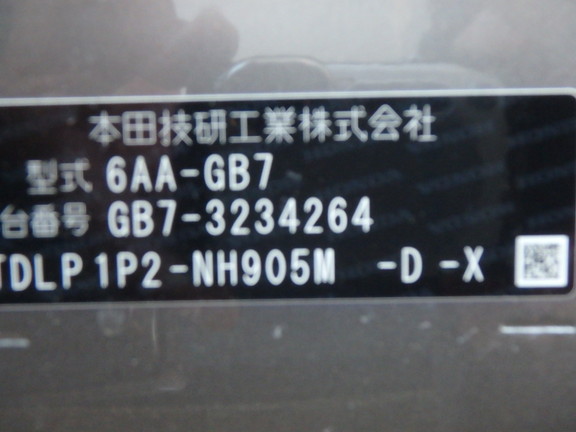 本田技研工業株式会社
型式 6AA-GB7
台番号 GB7-3234264
TDLP1P2-NH905M -D -X